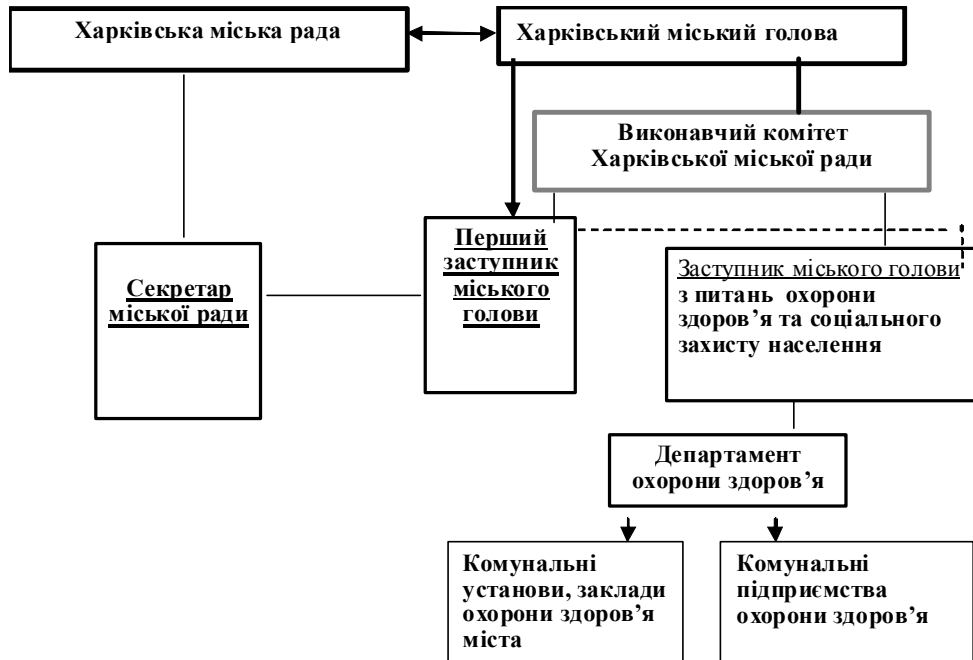 Харківська міська рада
Харківський міський голова
Виконавчий комітет
Харківської міської ради
Секретар
міської ради
Перший
заступник
міського
голови
Заступник міського голови
з питань охорони
здоров’я та соціального
захисту населення
Департамент
охорони здоров’я
Комунальні
установи, заклади
охорони здоров’я
міста
Комунальні
підприємства
охорони здоров’я